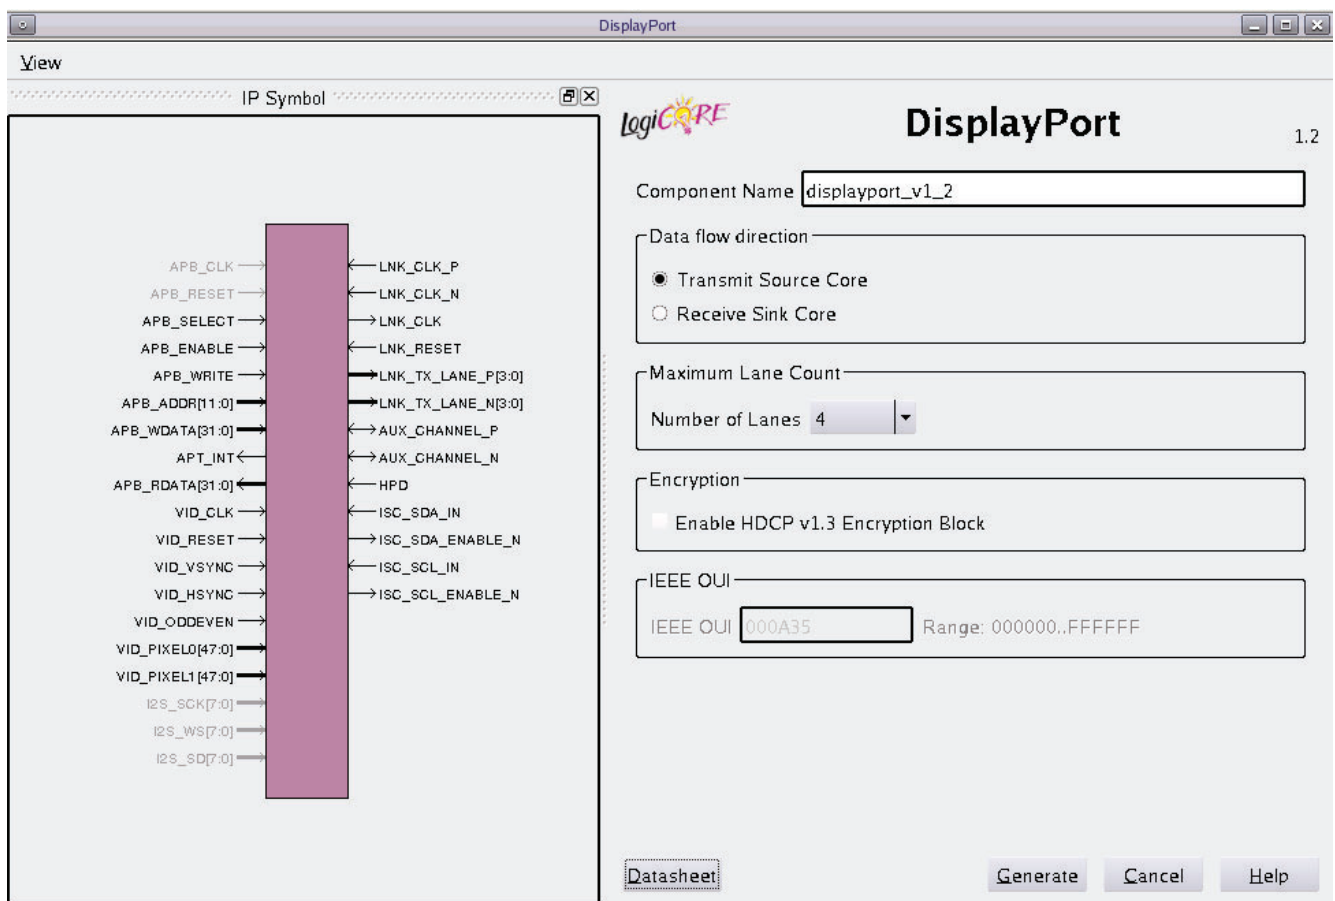 DisplayPort
View
IP Symbol
APB_CLK
APB_RESET
APB_SELECT
APB_ENABLE
APB_WRITE
APB_ADDR[11:0]
APB_WDATA[31:0]
APT_INT
APB_RDATA[31:0]
VID_CLK
VID_RESET
VID_VSYNC
VID_HSYNC
VID_ODDEVEN
VID_PIXEL0[47:0]
VID_PIXEL1[47:0]
I2S_SCK[7:0]
I2S_WS[7:0]
I2S_SD[7:0]
LNK_CLK_P
LNK_CLK_N
LNK_CLK
LNK_RESET
LNK_TX_LANE_P[3:0]
LNK_TX_LANE_N[3:0]
AUX_CHANNEL_P
AUX_CHANNEL_N
HPD
ISC_SDA_IN
ISC_SDA_ENABLE_N
ISC_SCL_IN
ISC_SCL_ENABLE_N
LogiCORE
DisplayPort
1.2
Component Name displayport_v1_2
Data flow direction
Transmit Source Core
Receive Sink Core
Maximum Lane Count
Number of Lanes 4
Encryption
Enable HDCP v1.3 Encryption Block
IEEE OUI
IEEE OUI 000A35 Range: 000000..FFFFFF
Datasheet Generate Cancel Help